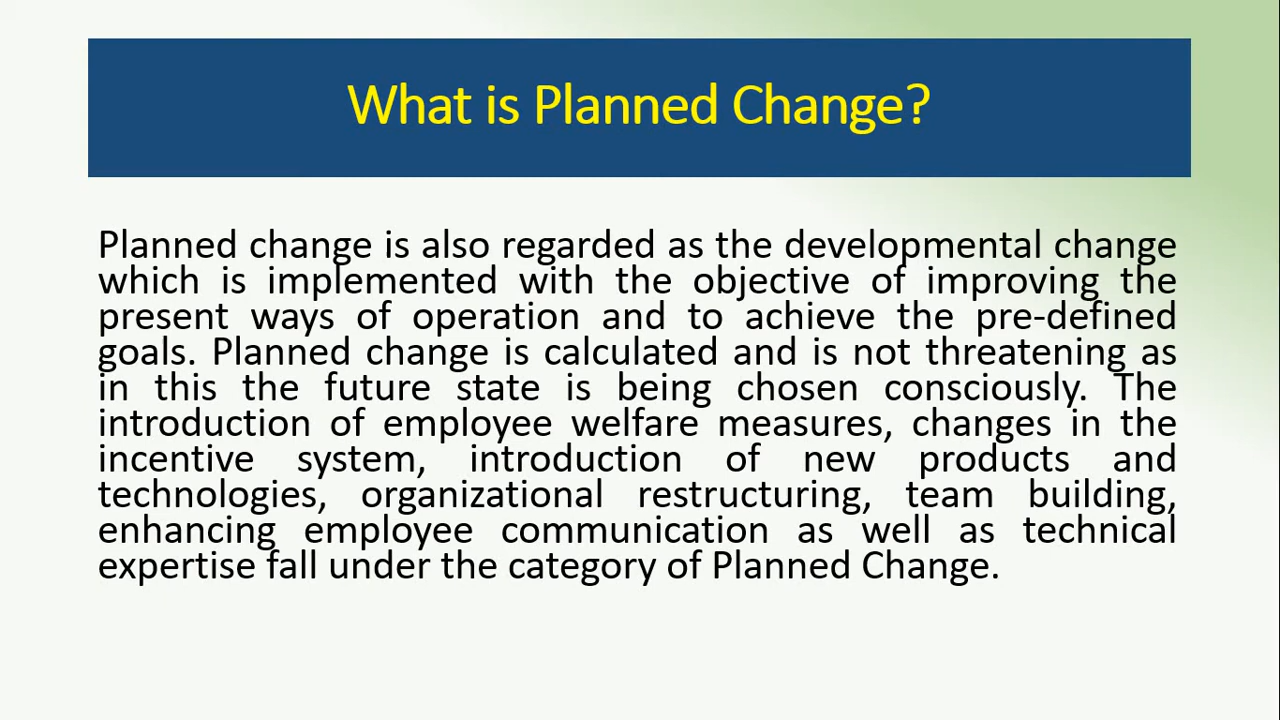 What is Planned Change?
Planned change is also regarded as the developmental change
which is implemented with the objective of improving the
present ways of operation and to achieve the pre-defined
goals. Planned change is calculated and is not threatening as
in this the future state is being chosen consciously. The
introduction of employee welfare measures, changes in the
incentive system, introduction of new products and
technologies, organizational restructuring, team building,
enhancing employee communication as well as technical
expertise fall under the category of Planned Change.